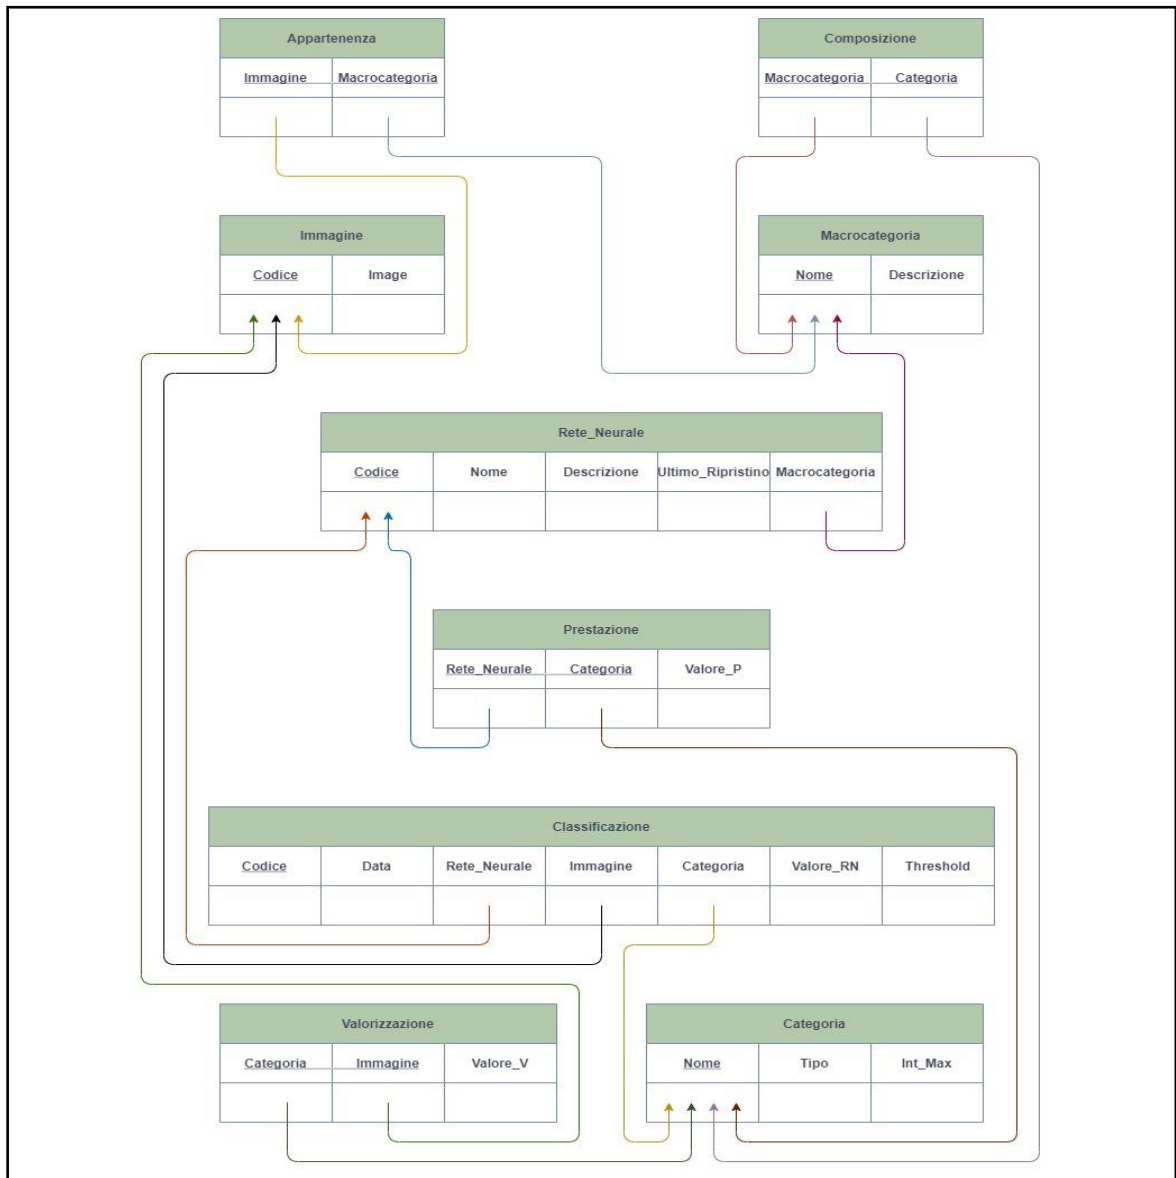 Appartenenza
Immagine Macrocategoria
Composizione
Macrocategoria Categoria
Immagine
Codice Image
Macrocategoria
Nome Descrizione
Rete_Neurale
Codice Nome Descrizione Ultimo_Ripristino Macrocategoria
Prestazione
Rete_Neurale Categoria Valore_P
Classificazione
Codice Data Rete_Neurale Immagine Categoria Valore_RN Threshold
Valorizzazione
Categoria Immagine Valore_V
Categoria
Nome Tipo Int_Max